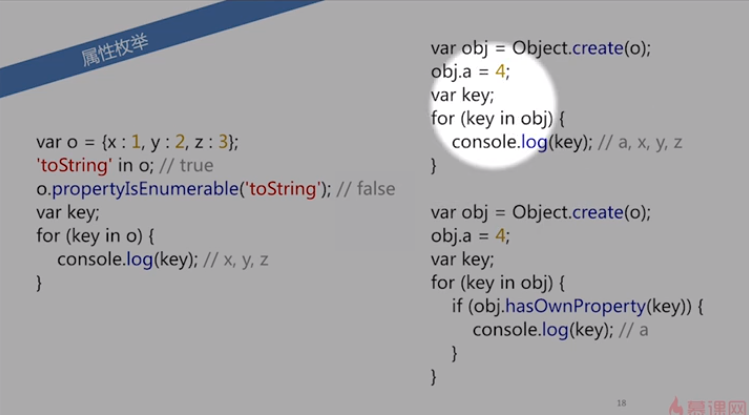 属性枚举
var o = {x : 1, y : 2, z : 3};
'toString' in o; // true
o.propertyIsEnumerable('toString'); // false
var key;
for (key in o) {
console.log(key); // x, y, z
}
var obj = Object.create(o);
obj.a = 4;
var key;
for (key in obj) {
console.log(key); // a, x, y, z
}
var obj = Object.create(o);
obj.a = 4;
var key;
for (key in obj) {
if (obj.hasOwnProperty(key)) {
console.log(key); // a
}
}
18
慕课网